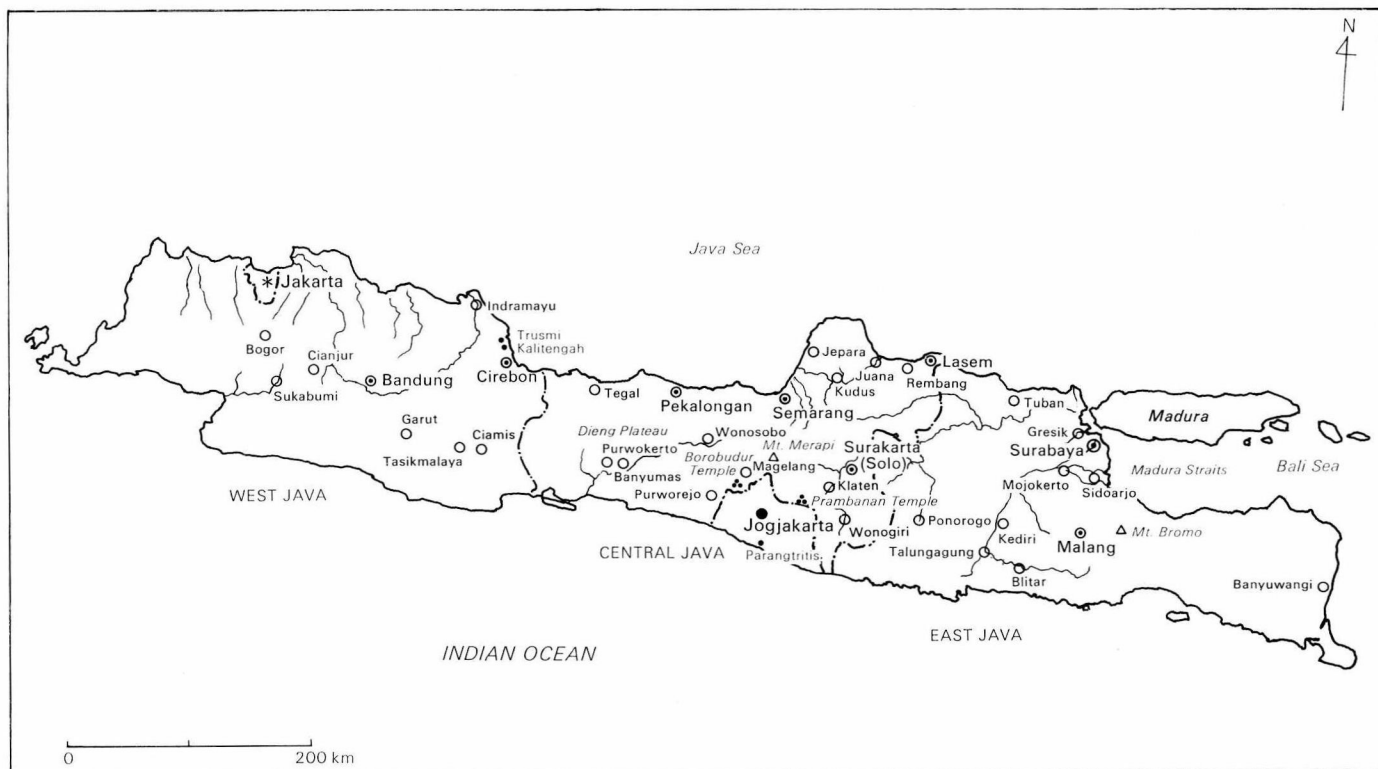 N
Java Sea
Jakarta
Indramayu
Trusmi
Kalitengah
Bogor
Cianjur
Bandung
Cirebon
Sukabumi
Garut
Ciamis
Tasikmalaya
WEST JAVA
Tegal
Pekalongan
Semarang
Jepara
Juana
Kudus
Lasem
Rembang
Tuban
Madura
Gresik
Surabaya
Madura Straits
Bali Sea
Mojokerto
Sidoarjo
Dieng Plateau
Wonosobo
Mt. Merapi
Surakarta
(Solo)
Purwokerto
Borobudur
Temple
Magelang
Banyumas
Klaten
Purworejo
Prambanan Temple
Jogjakarta
Wonogiri
Ponorogo
Kediri
Malang
Mt. Bromo
CENTRAL JAVA
Parangtritis
Talungagung
Blitar
Banyuwangi
EAST JAVA
INDIAN OCEAN
0
200 km